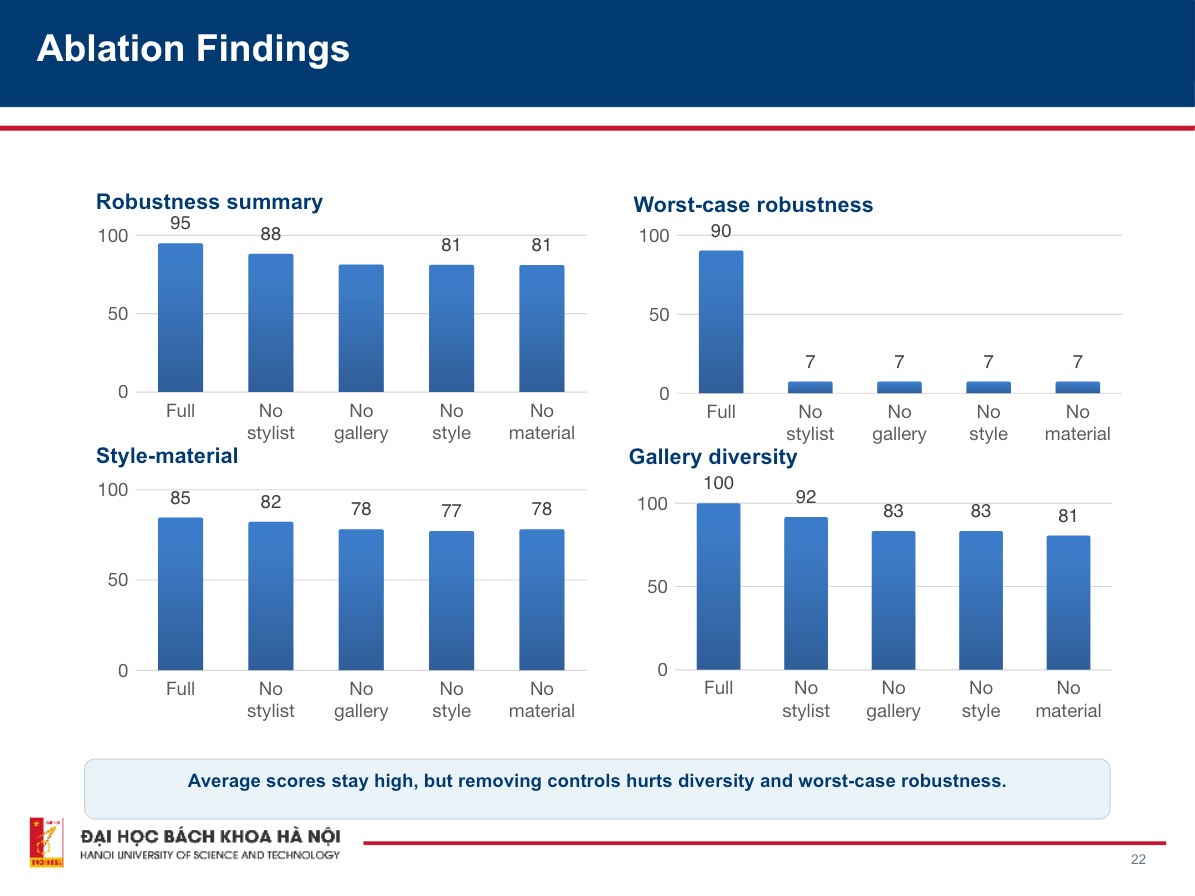 Ablation Findings
Robustness summary
95
88
81
81
100
50
0
Full
No stylist
No gallery
No style
No material
Worst-case robustness
90
7
7
7
7
100
50
0
Full
No stylist
No gallery
No style
No material
Style-material
85
82
78
77
78
100
50
0
Full
No stylist
No gallery
No style
No material
Gallery diversity
100
92
83
83
81
100
50
0
Full
No stylist
No gallery
No style
No material
Average scores stay high, but removing controls hurts diversity and worst-case robustness.
ĐẠI HỌC BÁCH KHOA HÀ NỘI
HANOI UNIVERSITY OF SCIENCE AND TECHNOLOGY
22